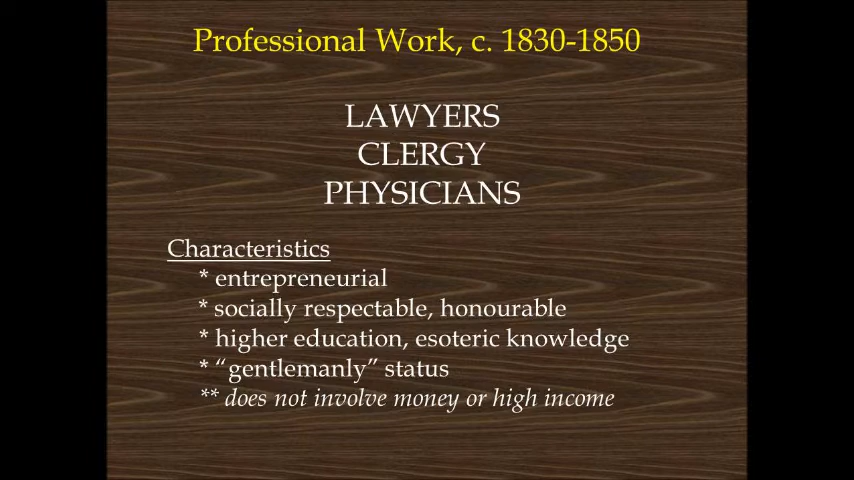 Professional Work, c. 1830-1850
LAWYERS
CLERGY
PHYSICIANS
Characteristics
* entrepreneurial
* socially respectable, honourable
* higher education, esoteric knowledge
* “gentlemanly” status
** does not involve money or high income